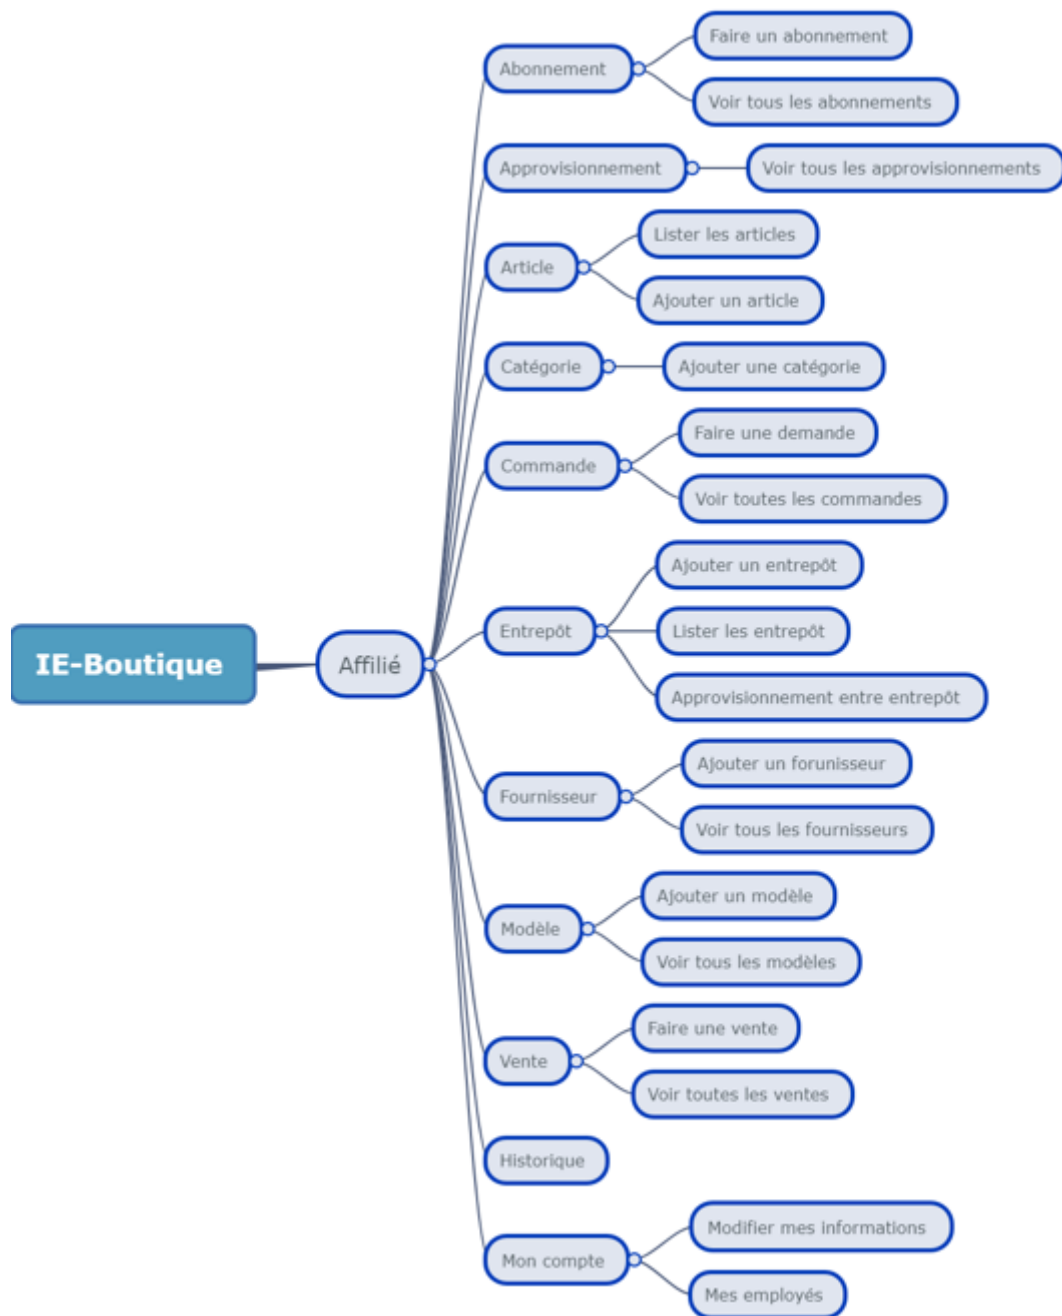 IE-Boutique
Affilié
Abonnement
Faire un abonnement
Voir tous les abonnements
Approvisionnement
Voir tous les approvisionnements
Article
Lister les articles
Ajouter un article
Catégorie
Ajouter une catégorie
Commande
Faire une demande
Voir toutes les commandes
Entrepôt
Ajouter un entrepôt
Lister les entrepôt
Approvisionnement entre entrepôt
Fournisseur
Ajouter un forunisseur
Voir tous les fournisseurs
Modèle
Ajouter un modèle
Voir tous les modèles
Vente
Faire une vente
Voir toutes les ventes
Historique
Mon compte
Modifier mes informations
Mes employés